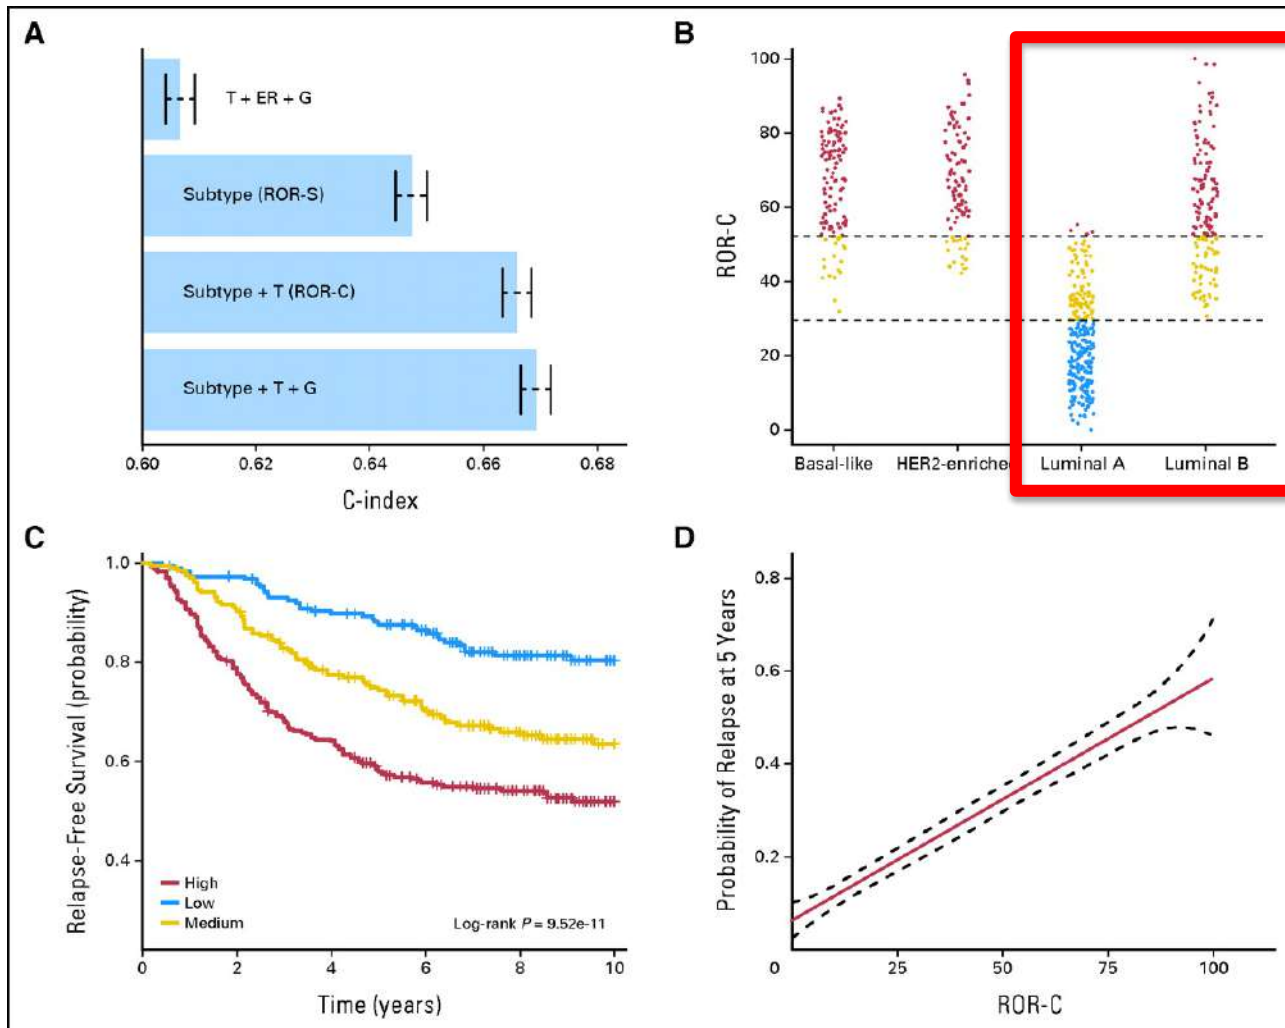 A
T + ER + G
Subtype (ROR-S)
Subtype + T (ROR-C)
Subtype + T + G
0.60 0.62 0.64 0.66 0.68
C-index
B
ROR-C
100
80
60
40
20
0
Basal-like HER2-enriched Luminal A Luminal B
C
Relapse-Free Survival (probability)
1.0
0.8
0.6
0.4
High
Low
Medium
Log-rank P = 9.52e-11
0 2 4 6 8 10
Time (years)
D
Probability of Relapse at 5 Years
0.8
0.6
0.4
0.2
0 25 50 75 100
ROR-C